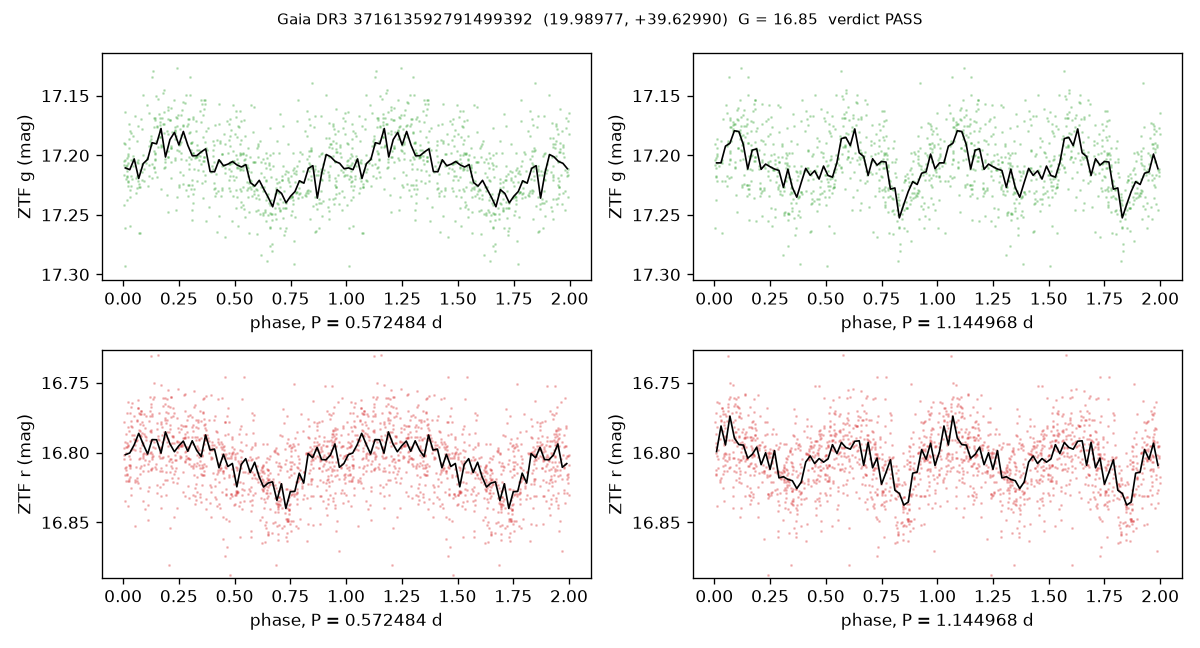 Gaia DR3 371613592791499392 (19.98977, +39.62990) G = 16.85 verdict PASS
ZTF g (mag)
17.15
17.20
17.25
17.30
0.00 0.25 0.50 0.75 1.00 1.25 1.50 1.75 2.00
phase, P = 0.572484 d
ZTF g (mag)
17.15
17.20
17.25
17.30
0.00 0.25 0.50 0.75 1.00 1.25 1.50 1.75 2.00
phase, P = 1.144968 d
ZTF r (mag)
16.75
16.80
16.85
0.00 0.25 0.50 0.75 1.00 1.25 1.50 1.75 2.00
phase, P = 0.572484 d
ZTF r (mag)
16.75
16.80
16.85
0.00 0.25 0.50 0.75 1.00 1.25 1.50 1.75 2.00
phase, P = 1.144968 d